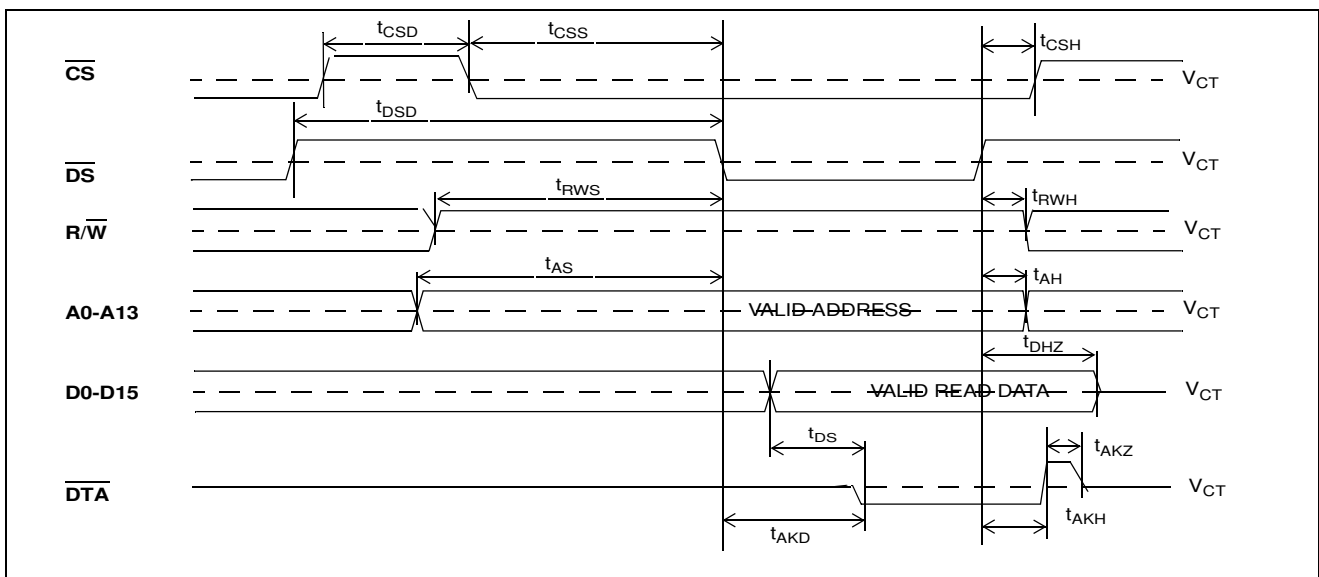 tCSD tCSS tCSH
CS VCT
tDSD
DS VCT
tRWS tRWH
R/W VCT
tAS tAH
A0-A13 VALID ADDRESS VCT
tDHZ
D0-D15 VALID READ DATA VCT
tDS tAKZ
DTA VCT
tAKD tAKH